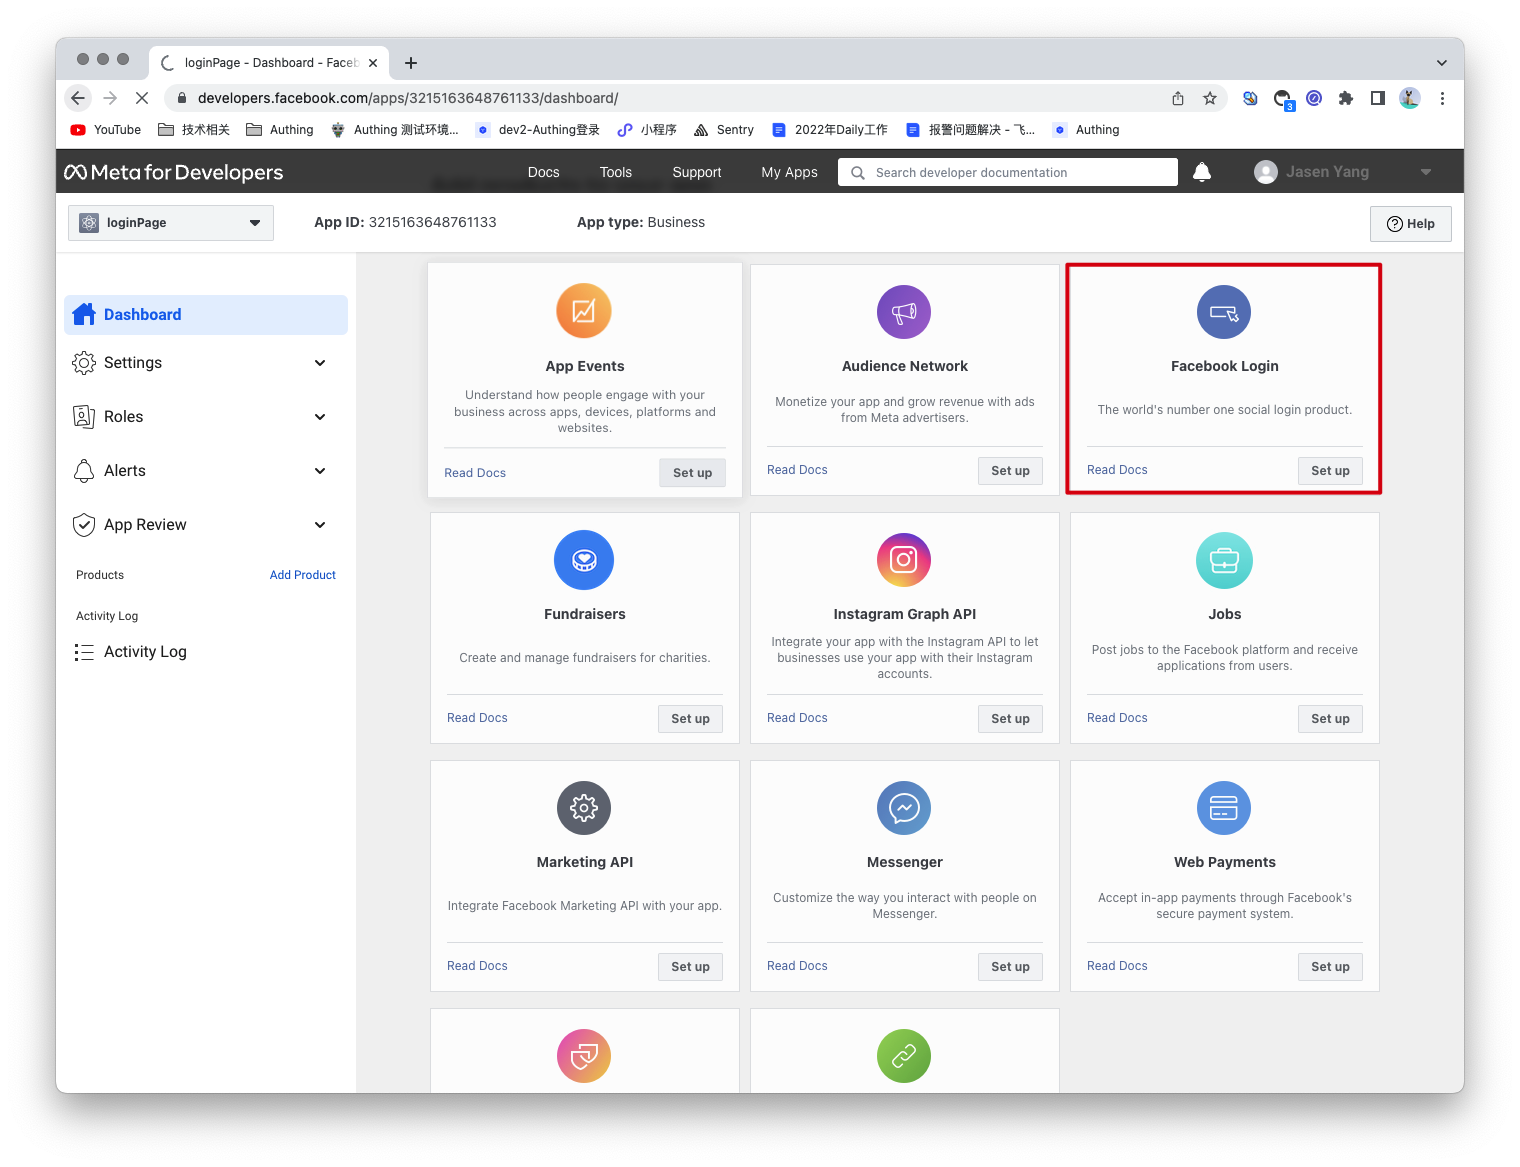 loginPage - Dashboard - Faceb
developers.facebook.com/apps/3215163648761133/dashboard/
3
YouTube
技术相关
Authing
Authing 测试环境...
dev2-Authing登录
小程序
Sentry
2022年Daily工作
报警问题解决 - 飞...
Authing
Meta for Developers
Docs
Tools
Support
My Apps
Search developer documentation
Jasen Yang
loginPage
App ID: 3215163648761133
App type: Business
Help
Dashboard
Settings
Roles
Alerts
App Review
Products
Add Product
Activity Log
Activity Log
App Events
Understand how people engage with your
business across apps, devices, platforms and
websites.
Read Docs
Set up
Audience Network
Monetize your app and grow revenue with ads
from Meta advertisers.
Read Docs
Set up
Facebook Login
The world's number one social login product.
Read Docs
Set up
Fundraisers
Create and manage fundraisers for charities.
Read Docs
Set up
Instagram Graph API
Integrate your app with the Instagram API to let
businesses use your app with their Instagram
accounts.
Read Docs
Set up
Jobs
Post jobs to the Facebook platform and receive
applications from users.
Read Docs
Set up
Marketing API
Integrate Facebook Marketing API with your app.
Read Docs
Set up
Messenger
Customize the way you interact with people on
Messenger.
Read Docs
Set up
Web Payments
Accept in-app payments through Facebook's
secure payment system.
Read Docs
Set up